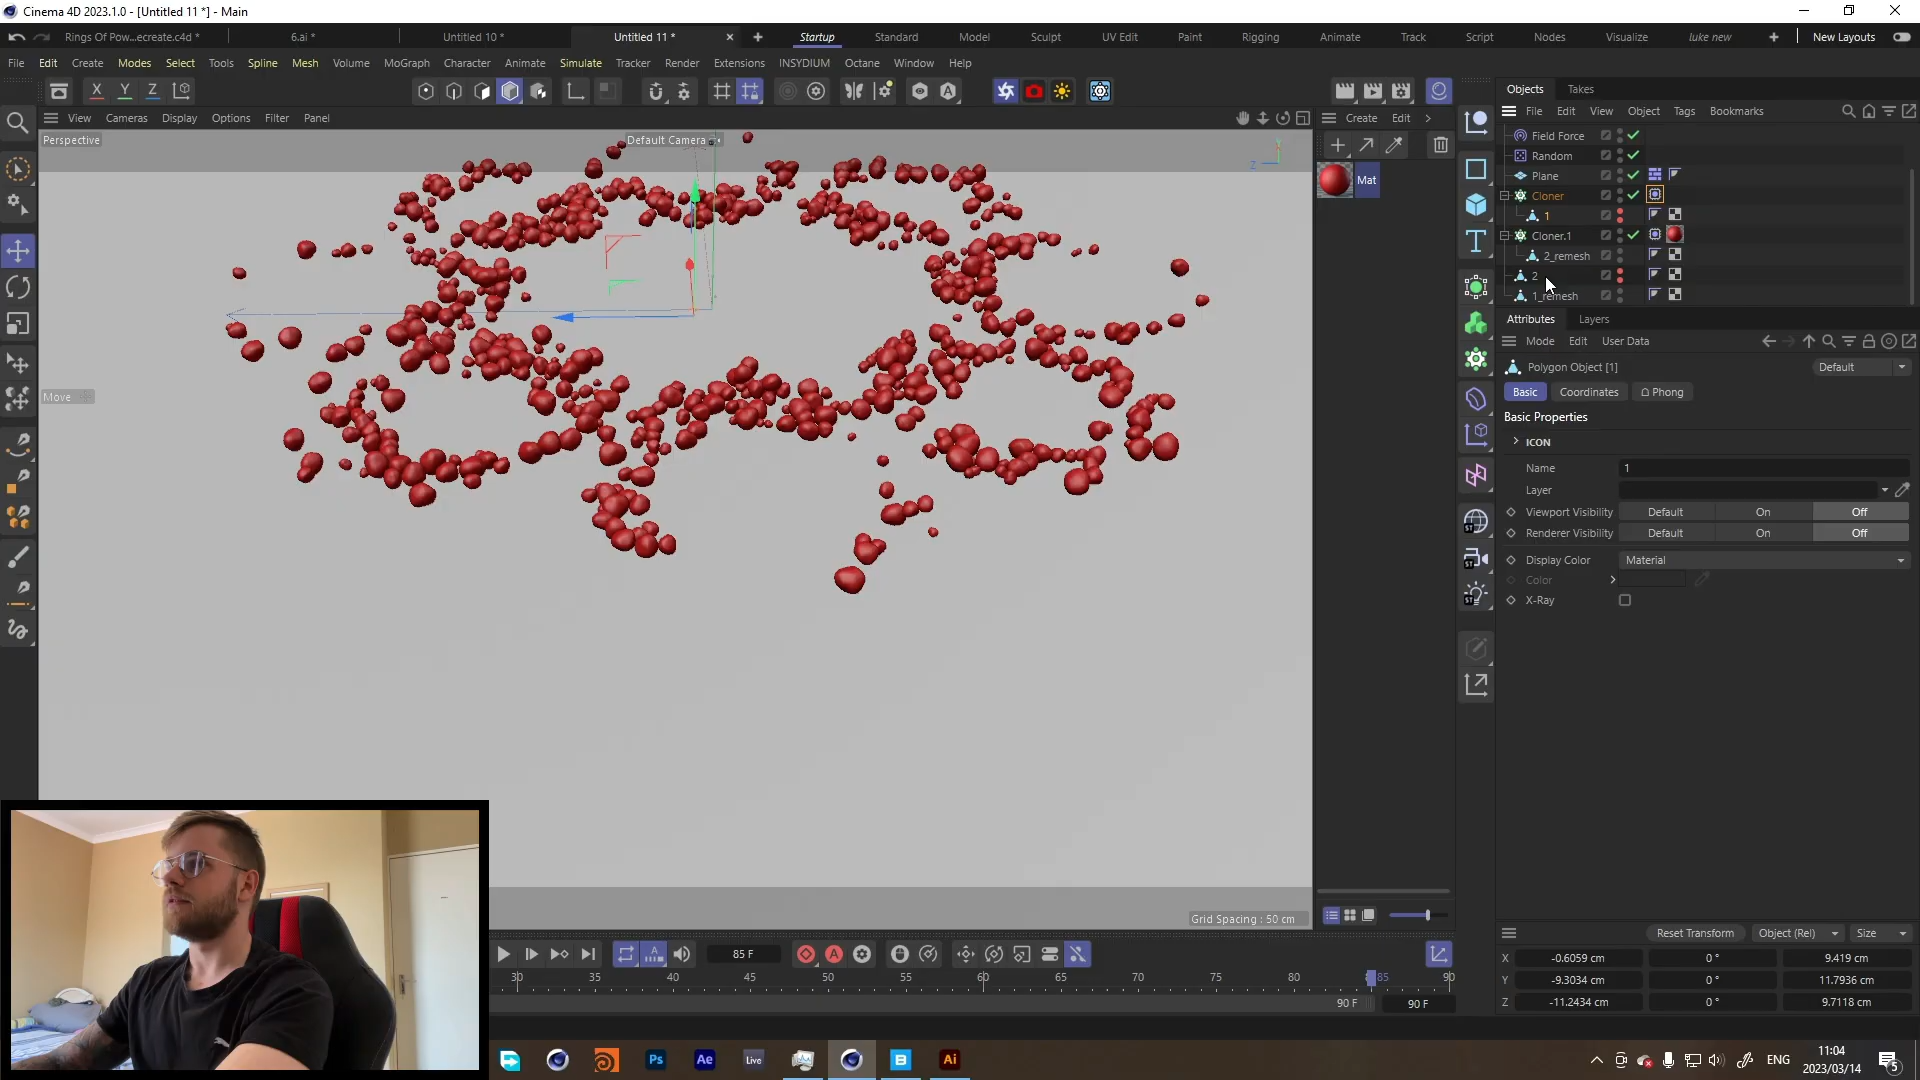 Cinema 4D 2023.1.0 - [Untitled 11 *] - Main
Rings Of Pow...ecreate.c4d * 6.ai * Untitled 10 * Untitled 11 * Startup Standard Model Sculpt UV Edit Paint Rigging Animate Track Script Nodes Visualize luke new New Layouts
File Edit Create Modes Select Tools Spline Mesh Volume MoGraph Character Animate Simulate Tracker Render Extensions INSYDIUM Octane Window Help
X Y Z
View Cameras Display Options Filter Panel
Perspective
Default Camera
Move
Grid Spacing : 50 cm
Create Edit
Mat
Objects Takes
File Edit View Object Tags Bookmarks
Field Force
Random
Plane
Cloner
1
Cloner.1
2_remesh
2
1_remesh
Attributes Layers
Mode Edit User Data
Polygon Object [1] Default
Basic Coordinates Phong
Basic Properties
ICON
Name 1
Layer
Viewport Visibility Default On Off
Renderer Visibility Default On Off
Display Color Material
Color
X-Ray
Reset Transform Object (Rel) Size
X -0.6059 cm 0 ° 9.419 cm
Y -9.3034 cm 0 ° 11.7936 cm
Z -11.2434 cm 0 ° 9.7118 cm
85 F
30 35 40 45 50 55 60 65 70 75 80 85 90
90 F 90 F
Ps Ae Live Ai
ENG
11:04
2023/03/14
5